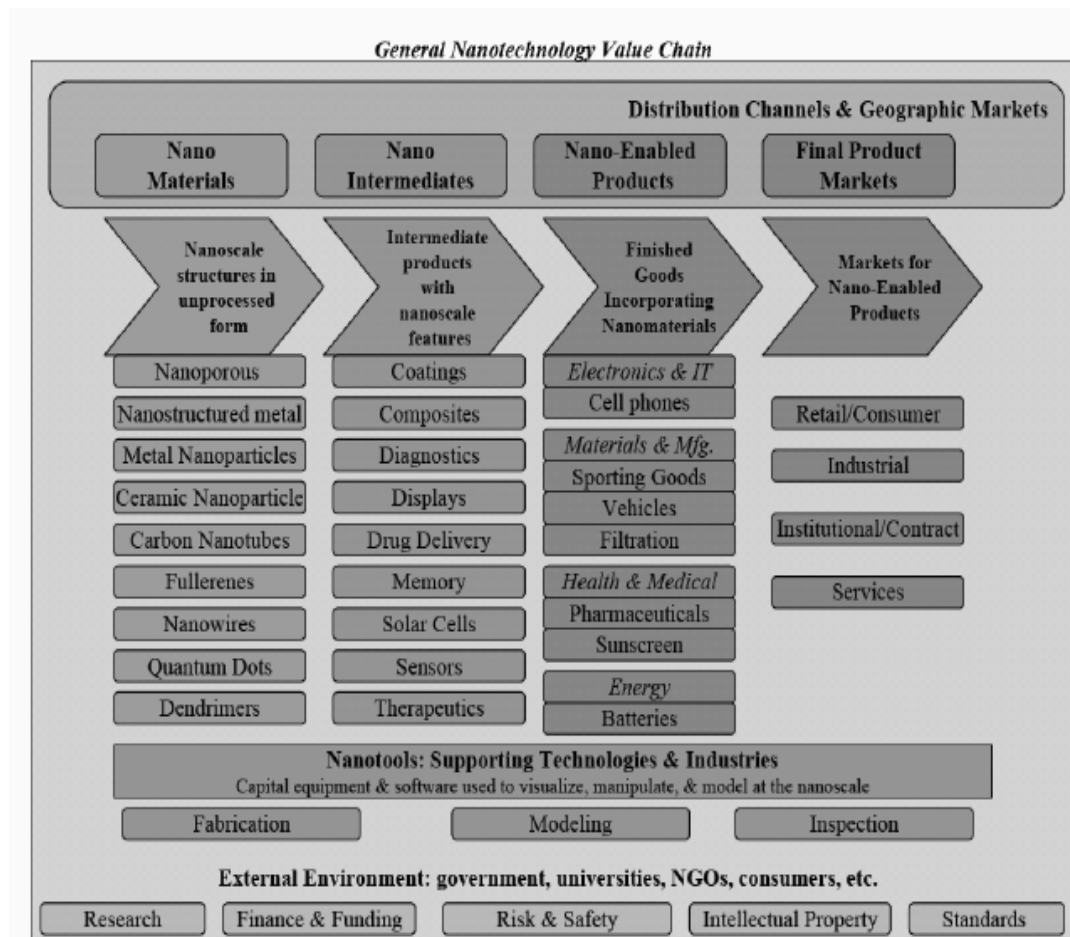 General Nanotechnology Value Chain
Distribution Channels & Geographic Markets
Nano
Materials
Nano
Intermediates
Nano-Enabled
Products
Final Product
Markets
Nanoscale
structures in
unprocessed
form
Intermediate
products
with
nanoscale
features
Finished
Goods
Incorporating
Nanomaterials
Markets for
Nano-Enabled
Products
Nanoporous
Nanostructured metal
Metal Nanoparticles
Ceramic Nanoparticle
Carbon Nanotubes
Fullerenes
Nanowires
Quantum Dots
Dendrimers
Coatings
Composites
Diagnostics
Displays
Drug Delivery
Memory
Solar Cells
Sensors
Therapeutics
Electronics & IT
Cell phones
Materials & Mfg.
Sporting Goods
Vehicles
Filtration
Health & Medical
Pharmaceuticals
Sunscreen
Energy
Batteries
Retail/Consumer
Industrial
Institutional/Contract
Services
Nanotools: Supporting Technologies & Industries
Capital equipment & software used to visualize, manipulate, & model at the nanoscale
Fabrication
Modeling
Inspection
External Environment: government, universities, NGOs, consumers, etc.
Research
Finance & Funding
Risk & Safety
Intellectual Property
Standards